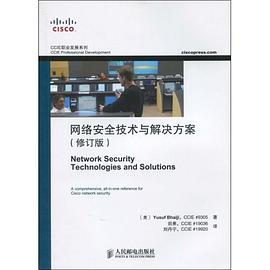 CISCO
CCIE职业发展系列
CCIE Professional Development
ciscopress.com
网络安全技术与解决方案
(修订版)
Network Security
Technologies and Solutions
A comprehensive, all-in-one reference for
Cisco network security
[美] Yusuf Bhaiji, CCIE #9305 著
田果, CCIE #19036
刘丹宁, CCIE #19920 译
人民邮电出版社
POSTS & TELECOM PRESS